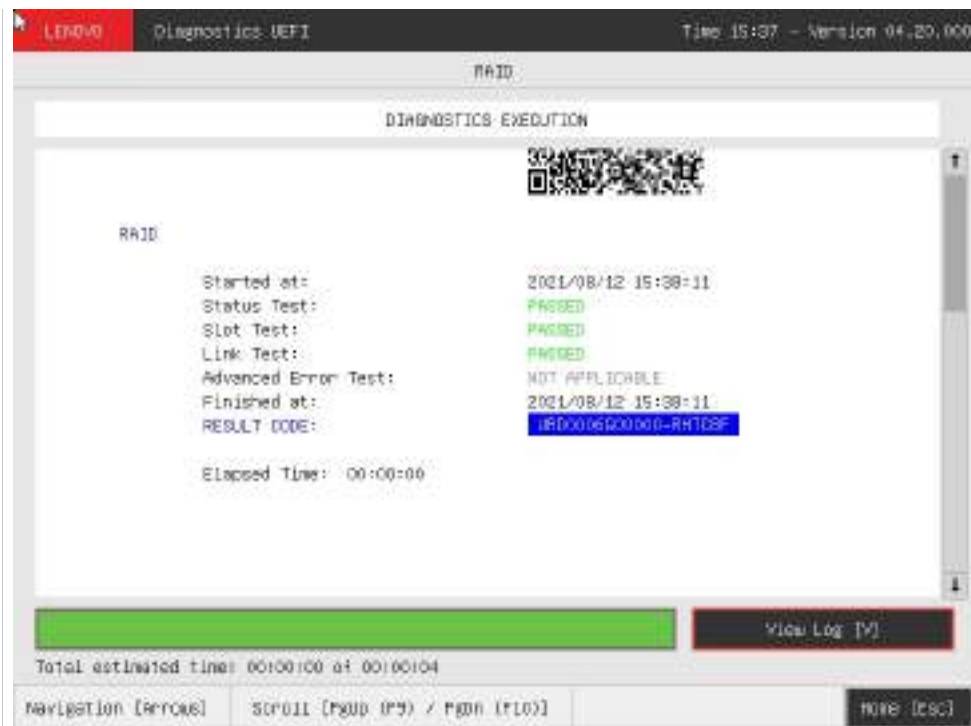 LENOVO Diagnostics UEFI Time 15:37 - Version 04.20.000
RAID
DIAGNOSTICS EXECUTION
RAID
Started at: 2021/08/12 15:38:11
Status Test: PASSED
Slot Test: PASSED
Link Test: PASSED
Advanced Error Test: NOT APPLICABLE
Finished at: 2021/08/12 15:38:11
RESULT CODE:
Elapsed Time: 00:00:00
View Log [V]
Total estimated time: 00:00:00 of 00:00:04
Navigation [Arrows] Scroll [PgUp (F9) / PgDn (F10)] Home [Esc]